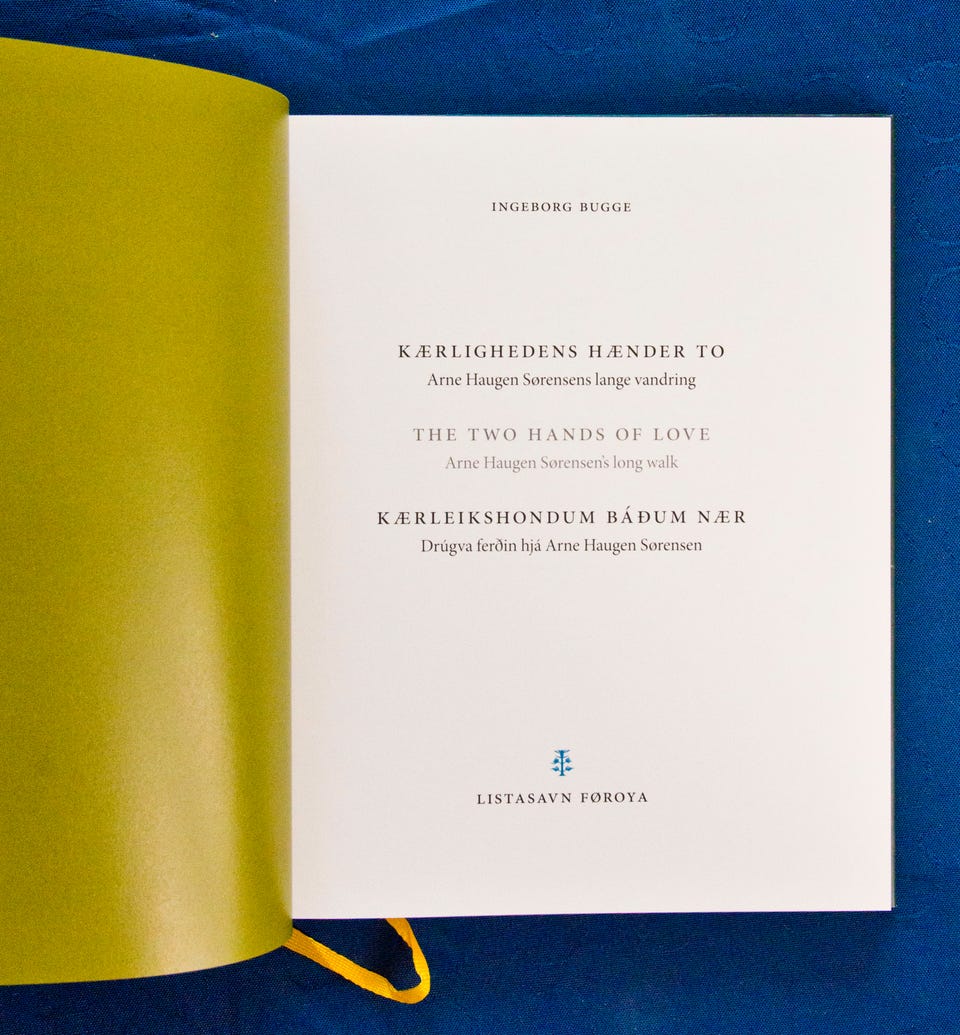 INGEBORG BUGGE
KÆRLIGHEDENS HÆNDER TO
Arne Haugen Sørensens lange vandring
THE TWO HANDS OF LOVE
Arne Haugen Sørensen's long walk
KÆRLEIKSHONDUM BÁÐUM NÆR
Drúgva ferðin hjá Arne Haugen Sørensen
LISTASAVN FØROYA